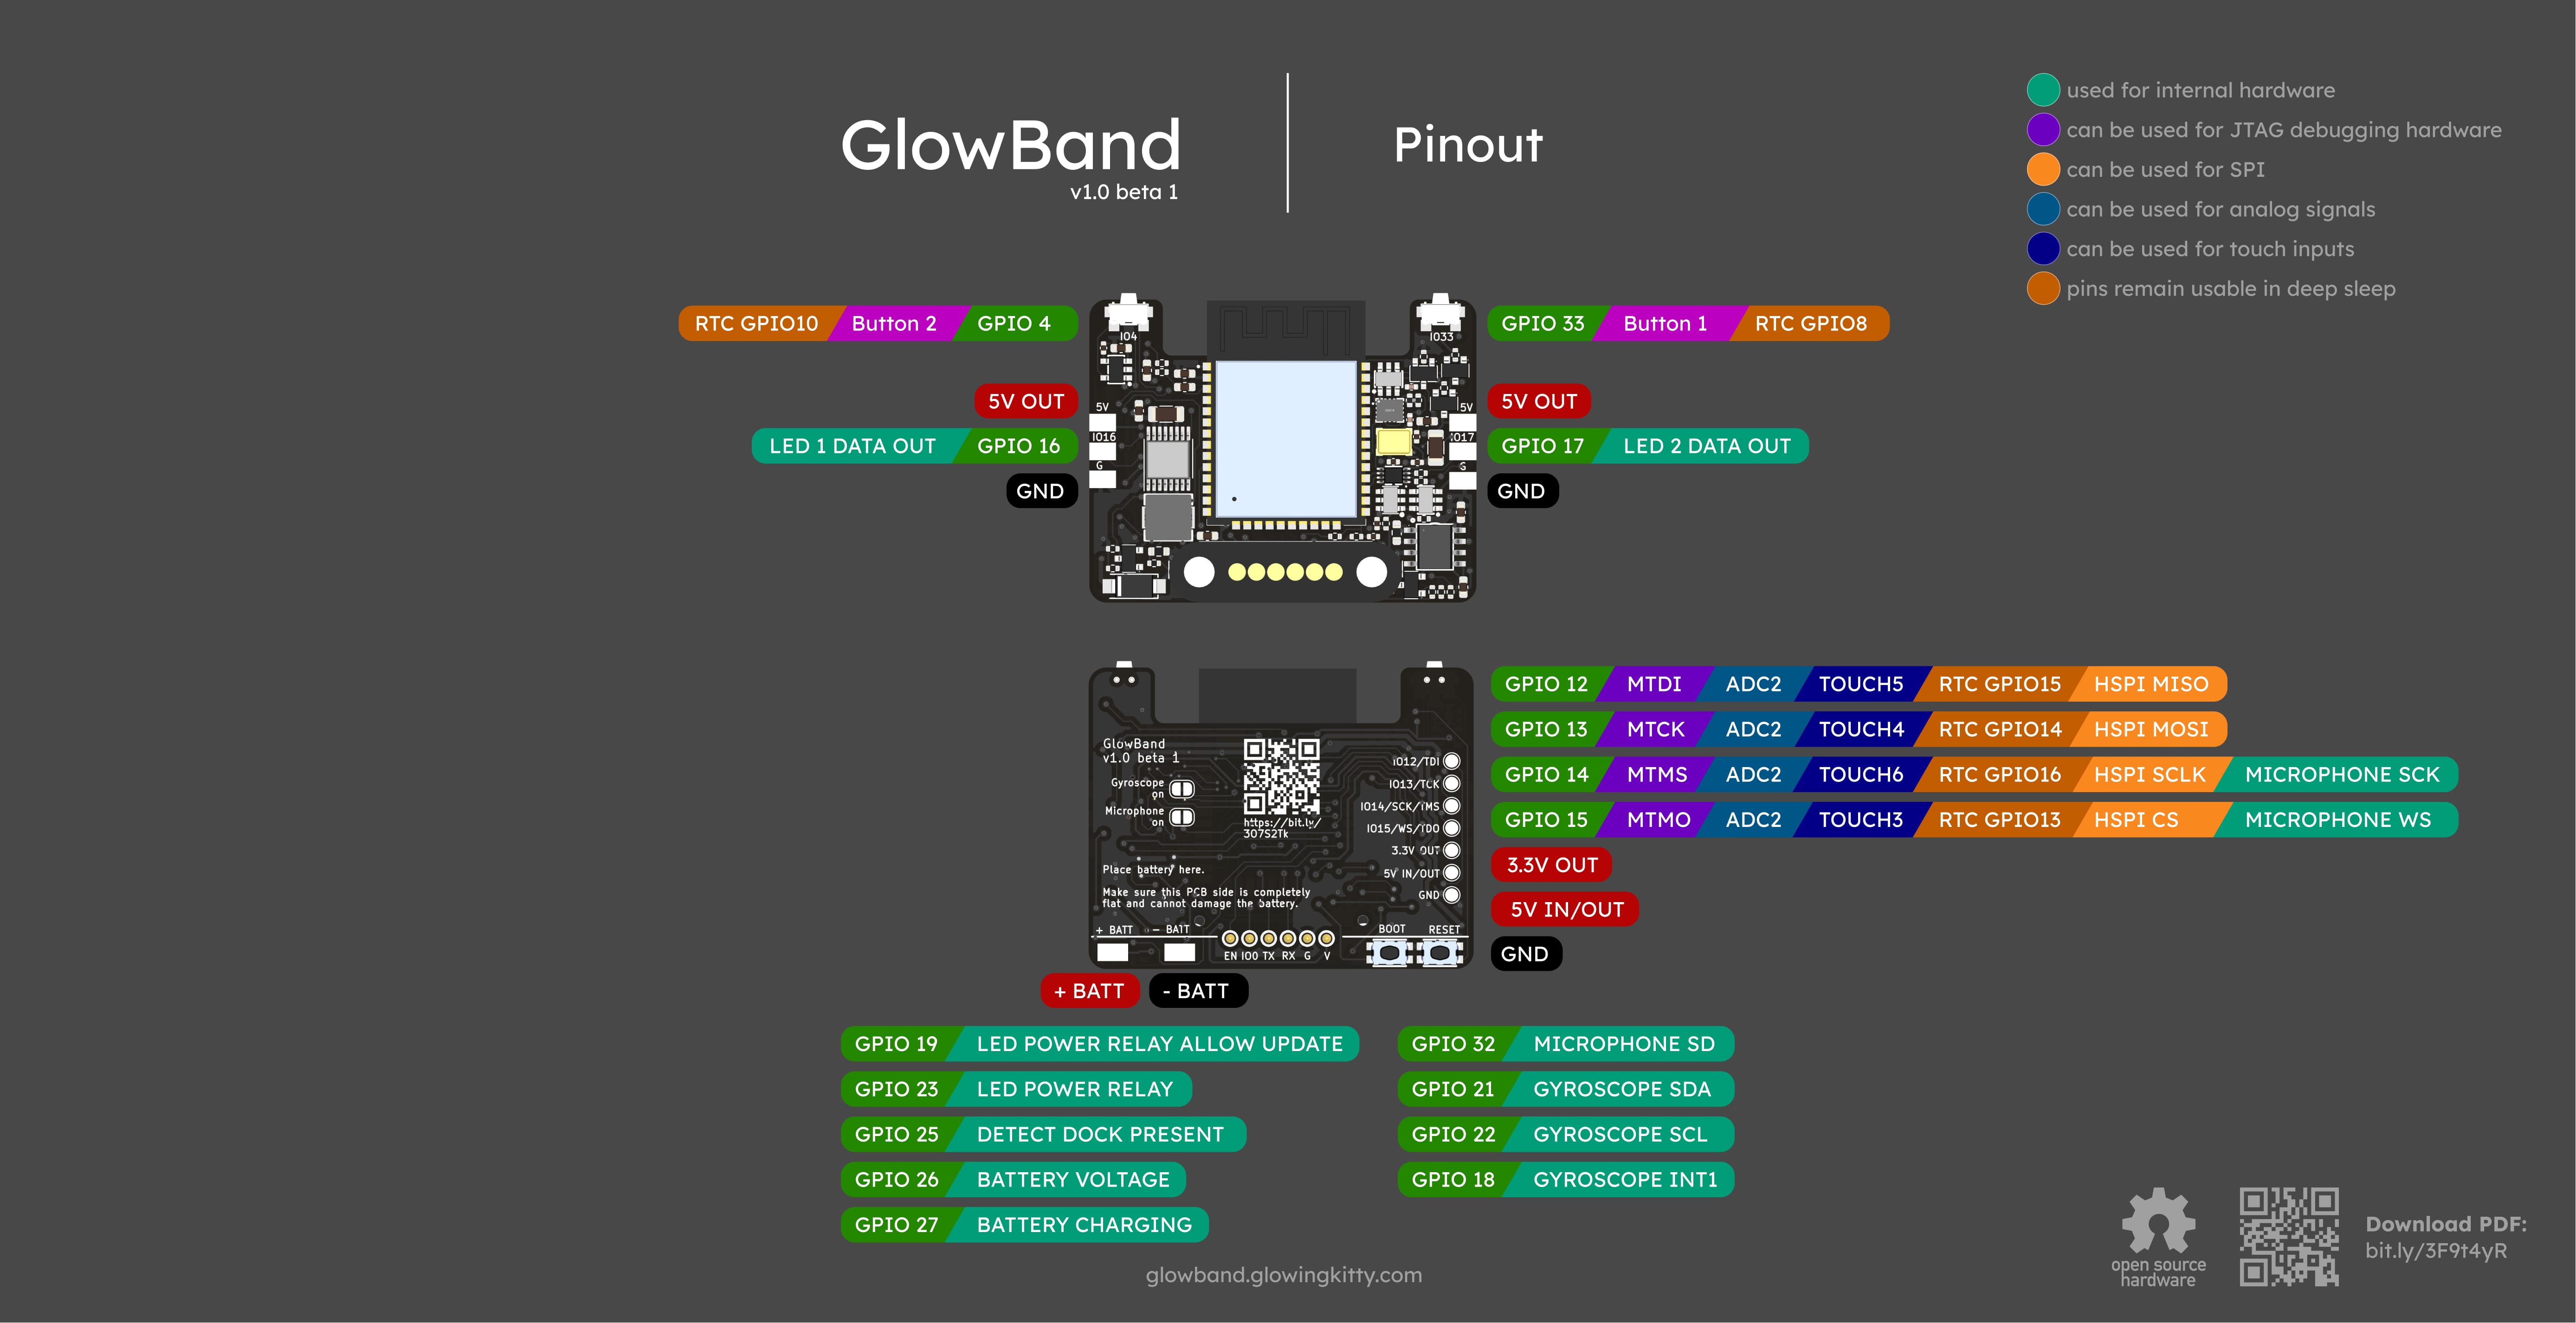 GlowBand
v1.0 beta 1
Pinout
used for internal hardware
can be used for JTAG debugging hardware
can be used for SPI
can be used for analog signals
can be used for touch inputs
pins remain usable in deep sleep
RTC GPIO10 Button 2 GPIO 4
5V OUT
LED 1 DATA OUT GPIO 16
GND
IO4
5V
IO16
G
IO33
5V
IO17
G
GPIO 33 Button 1 RTC GPIO8
5V OUT
GPIO 17 LED 2 DATA OUT
GND
GlowBand
v1.0 beta 1
Gyroscope
on
Microphone
on
https://bit.ly/
3O7S2Tk
Place battery here.
Make sure this PCB side is completely
flat and cannot damage the battery.
IO12/TDI
IO13/TCK
IO14/SCK/TMS
IO15/WS/TDO
3.3V OUT
5V IN/OUT
GND
+ BATT - BATT
BOOT RESET
EN IO0 TX RX G V
GPIO 12 MTDI ADC2 TOUCH5 RTC GPIO15 HSPI MISO
GPIO 13 MTCK ADC2 TOUCH4 RTC GPIO14 HSPI MOSI
GPIO 14 MTMS ADC2 TOUCH6 RTC GPIO16 HSPI SCLK MICROPHONE SCK
GPIO 15 MTMO ADC2 TOUCH3 RTC GPIO13 HSPI CS MICROPHONE WS
3.3V OUT
5V IN/OUT
GND
+ BATT - BATT
GPIO 19 LED POWER RELAY ALLOW UPDATE
GPIO 23 LED POWER RELAY
GPIO 25 DETECT DOCK PRESENT
GPIO 26 BATTERY VOLTAGE
GPIO 27 BATTERY CHARGING
GPIO 32 MICROPHONE SD
GPIO 21 GYROSCOPE SDA
GPIO 22 GYROSCOPE SCL
GPIO 18 GYROSCOPE INT1
glowband.glowingkitty.com
open source
hardware
Download PDF:
bit.ly/3F9t4yR